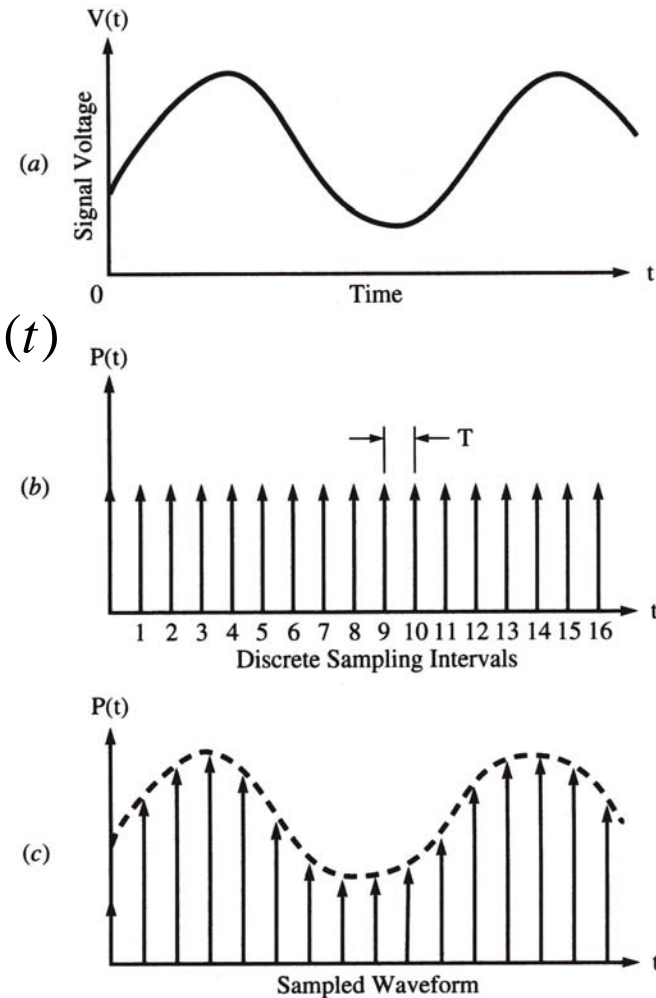 V(t)
(a)
Signal Voltage
0
Time
t
(t)
P(t)
T
(b)
t
1 2 3 4 5 6 7 8 9 10 11 12 13 14 15 16
Discrete Sampling Intervals
P(t)
(c)
t
Sampled Waveform